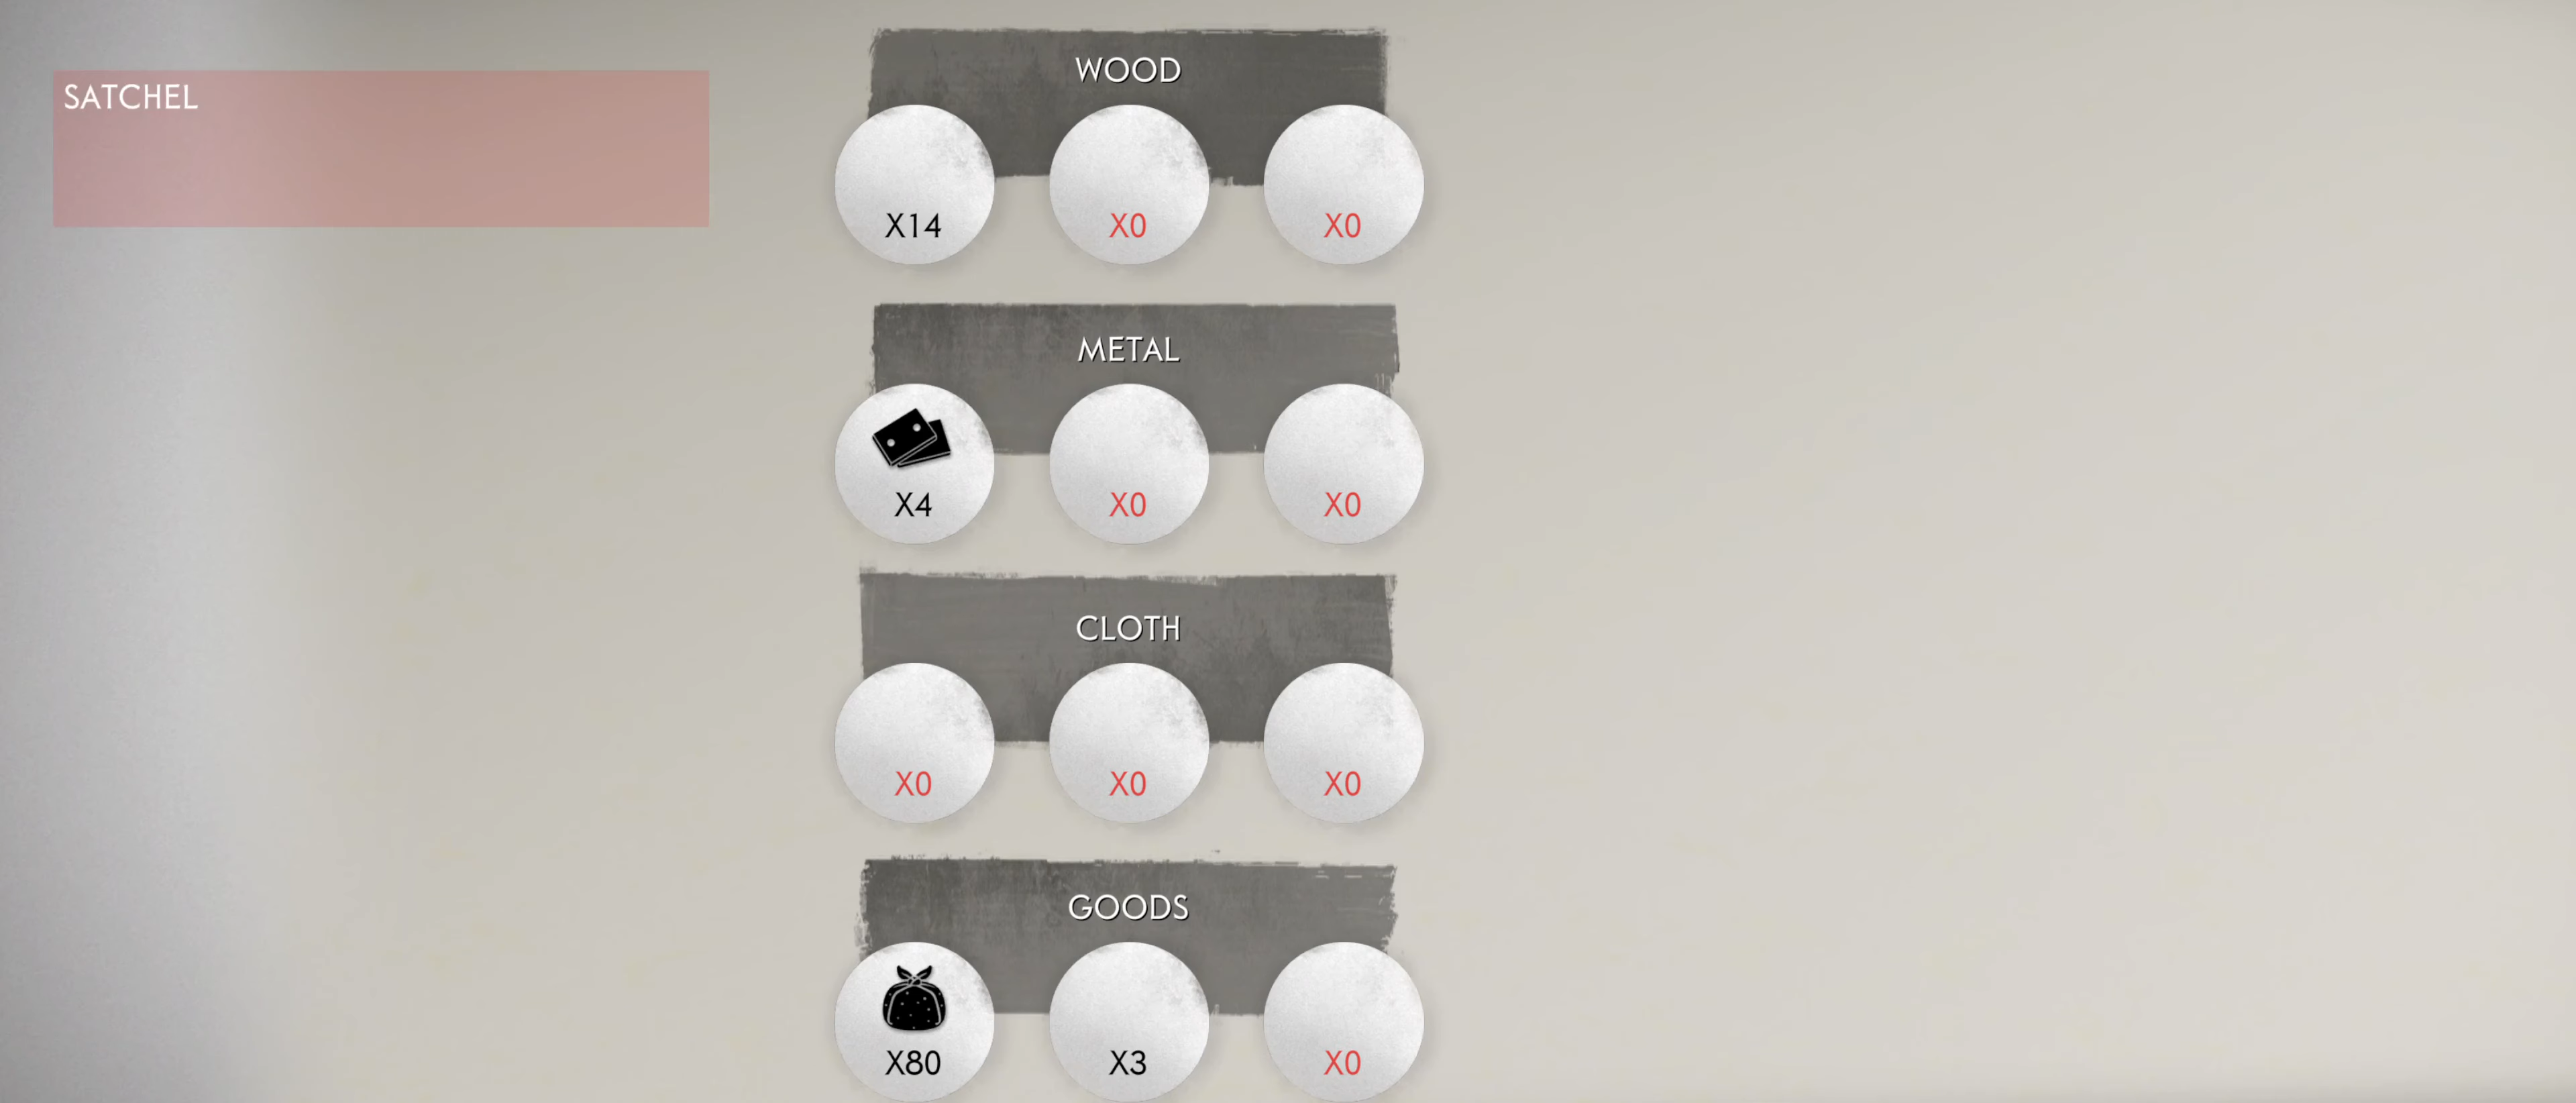 SATCHEL
WOOD
X14 X0 X0
METAL
X4 X0 X0
CLOTH
X0 X0 X0
GOODS
X80 X3 X0